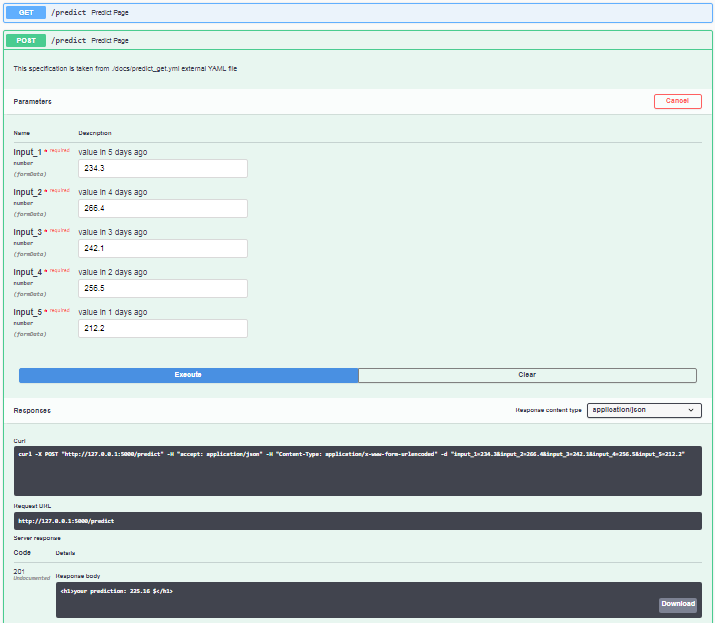 GET /predict Predict Page
POST /predict Predict Page
This specification is taken from ./docs/predict_get.yml external YAML file
Parameters
Cancel
Name Description
input_1 * required value in 5 days ago
number
(formData)
234.3
input_2 * required value in 4 days ago
number
(formData)
266.4
input_3 * required value in 3 days ago
number
(formData)
242.1
input_4 * required value in 2 days ago
number
(formData)
256.5
input_5 * required value in 1 days ago
number
(formData)
212.2
Execute Clear
Responses Response content type application/json
Curl
curl -X POST "http://127.0.0.1:5000/predict" -H "accept: application/json" -H "Content-Type: application/x-www-form-urlencoded" -d "input_1=234.3&input_2=266.4&input_3=242.1&input_4=256.5&input_5=212.2"
Request URL
http://127.0.0.1:5000/predict
Server response
Code Details
201
Undocumented
Response body
<h1>your prediction: 225.16 $</h1>
Download